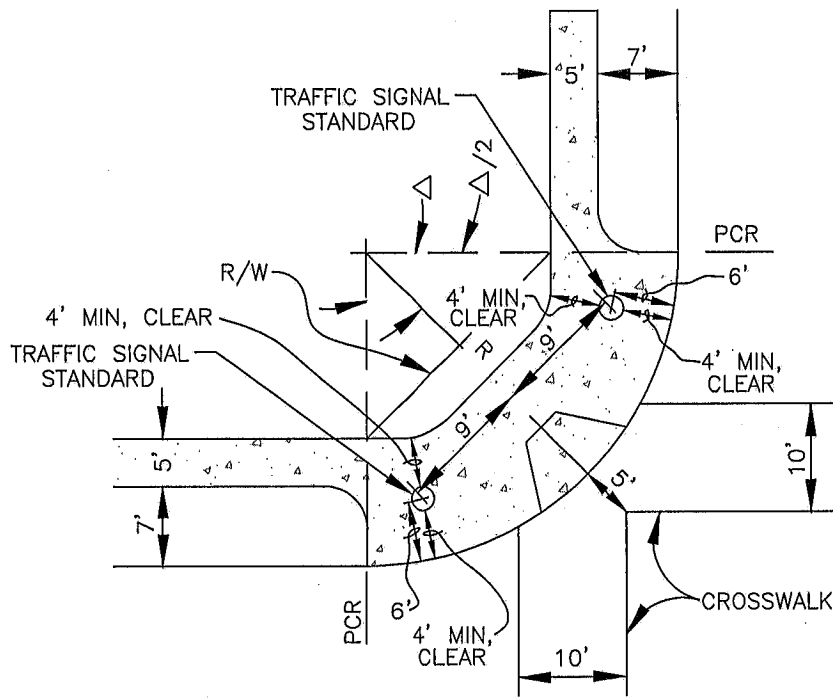 5'
7'
TRAFFIC SIGNAL
STANDARD
Δ
Δ/2
PCR
R/W
6'
4' MIN,
CLEAR
4' MIN, CLEAR
TRAFFIC SIGNAL
STANDARD
R
9'
4' MIN,
CLEAR
9'
5'
7'
5'
10'
6'
PCR
4' MIN,
CLEAR
CROSSWALK
10'